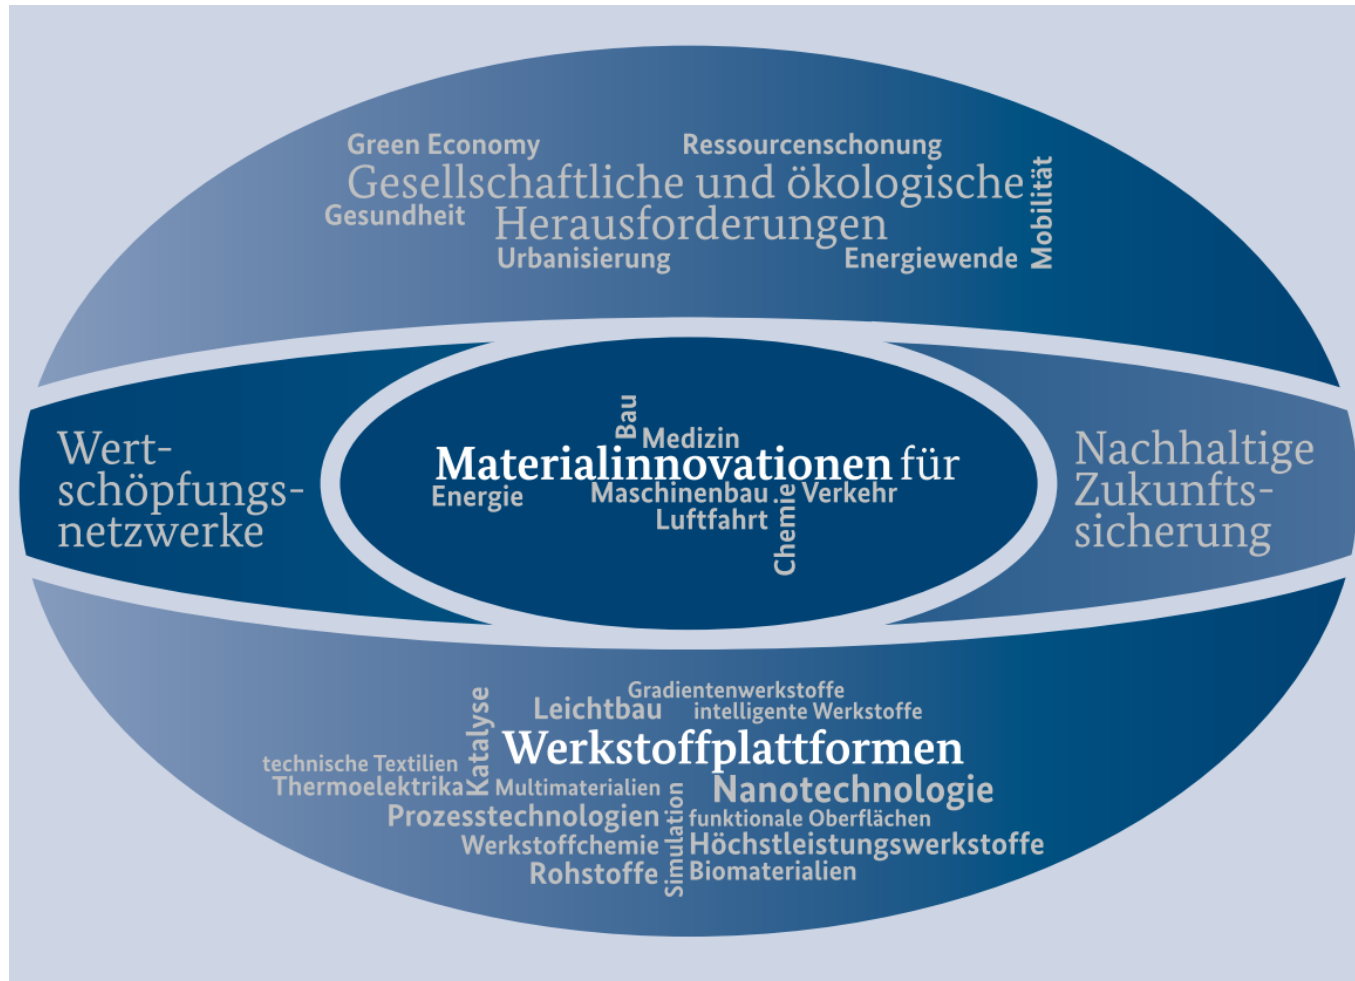 Green Economy Ressourcenschonung
Gesellschaftliche und ökologische
Mobilität
Gesundheit Herausforderungen
Urbanisierung Energiewende
Wert-
schöpfungs-
netzwerke
Bau
Medizin
Materialinnovationen für
Energie Maschinenbau Verkehr
Luftfahrt
Chemie
Nachhaltige
Zukunfts-
sicherung
Gradientenwerkstoffe
Leichtbau intelligente Werkstoffe
Katalyse
Werkstoffplattformen
technische Textilien
Thermoelektrika Multimaterialien Nanotechnologie
Prozesstechnologien funktionale Oberflächen
Simulation
Werkstoffchemie Höchstleistungswerkstoffe
Rohstoffe Biomaterialien